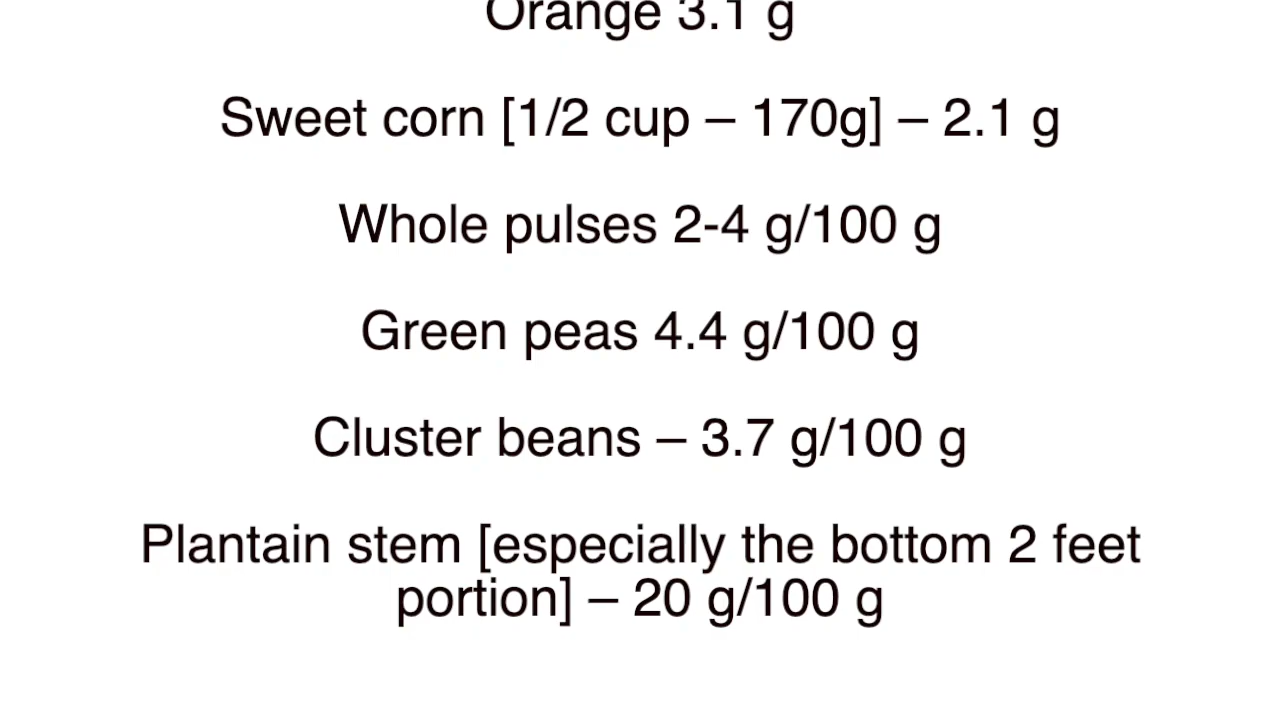 Orange 3.1 g
Sweet corn [1/2 cup – 170g] – 2.1 g
Whole pulses 2-4 g/100 g
Green peas 4.4 g/100 g
Cluster beans – 3.7 g/100 g
Plantain stem [especially the bottom 2 feet
portion] – 20 g/100 g